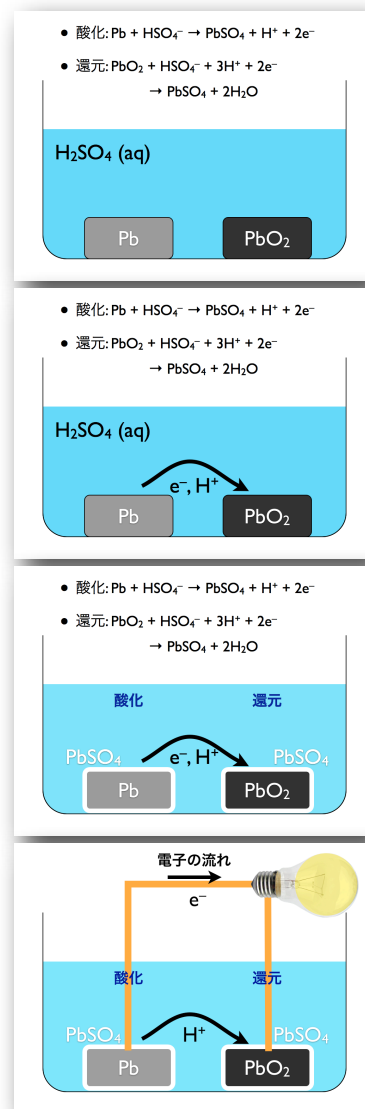 • 酸化: Pb + HSO₄⁻ → PbSO₄ + H⁺ + 2e⁻
• 還元: PbO₂ + HSO₄⁻ + 3H⁺ + 2e⁻
→ PbSO₄ + 2H₂O
H₂SO₄ (aq)
Pb
PbO₂
• 酸化: Pb + HSO₄⁻ → PbSO₄ + H⁺ + 2e⁻
• 還元: PbO₂ + HSO₄⁻ + 3H⁺ + 2e⁻
→ PbSO₄ + 2H₂O
H₂SO₄ (aq)
e⁻, H⁺
Pb
PbO₂
• 酸化: Pb + HSO₄⁻ → PbSO₄ + H⁺ + 2e⁻
• 還元: PbO₂ + HSO₄⁻ + 3H⁺ + 2e⁻
→ PbSO₄ + 2H₂O
酸化
還元
PbSO₄
e⁻, H⁺
PbSO₄
Pb
PbO₂
電子の流れ
e⁻
酸化
還元
PbSO₄
H⁺
PbSO₄
Pb
PbO₂